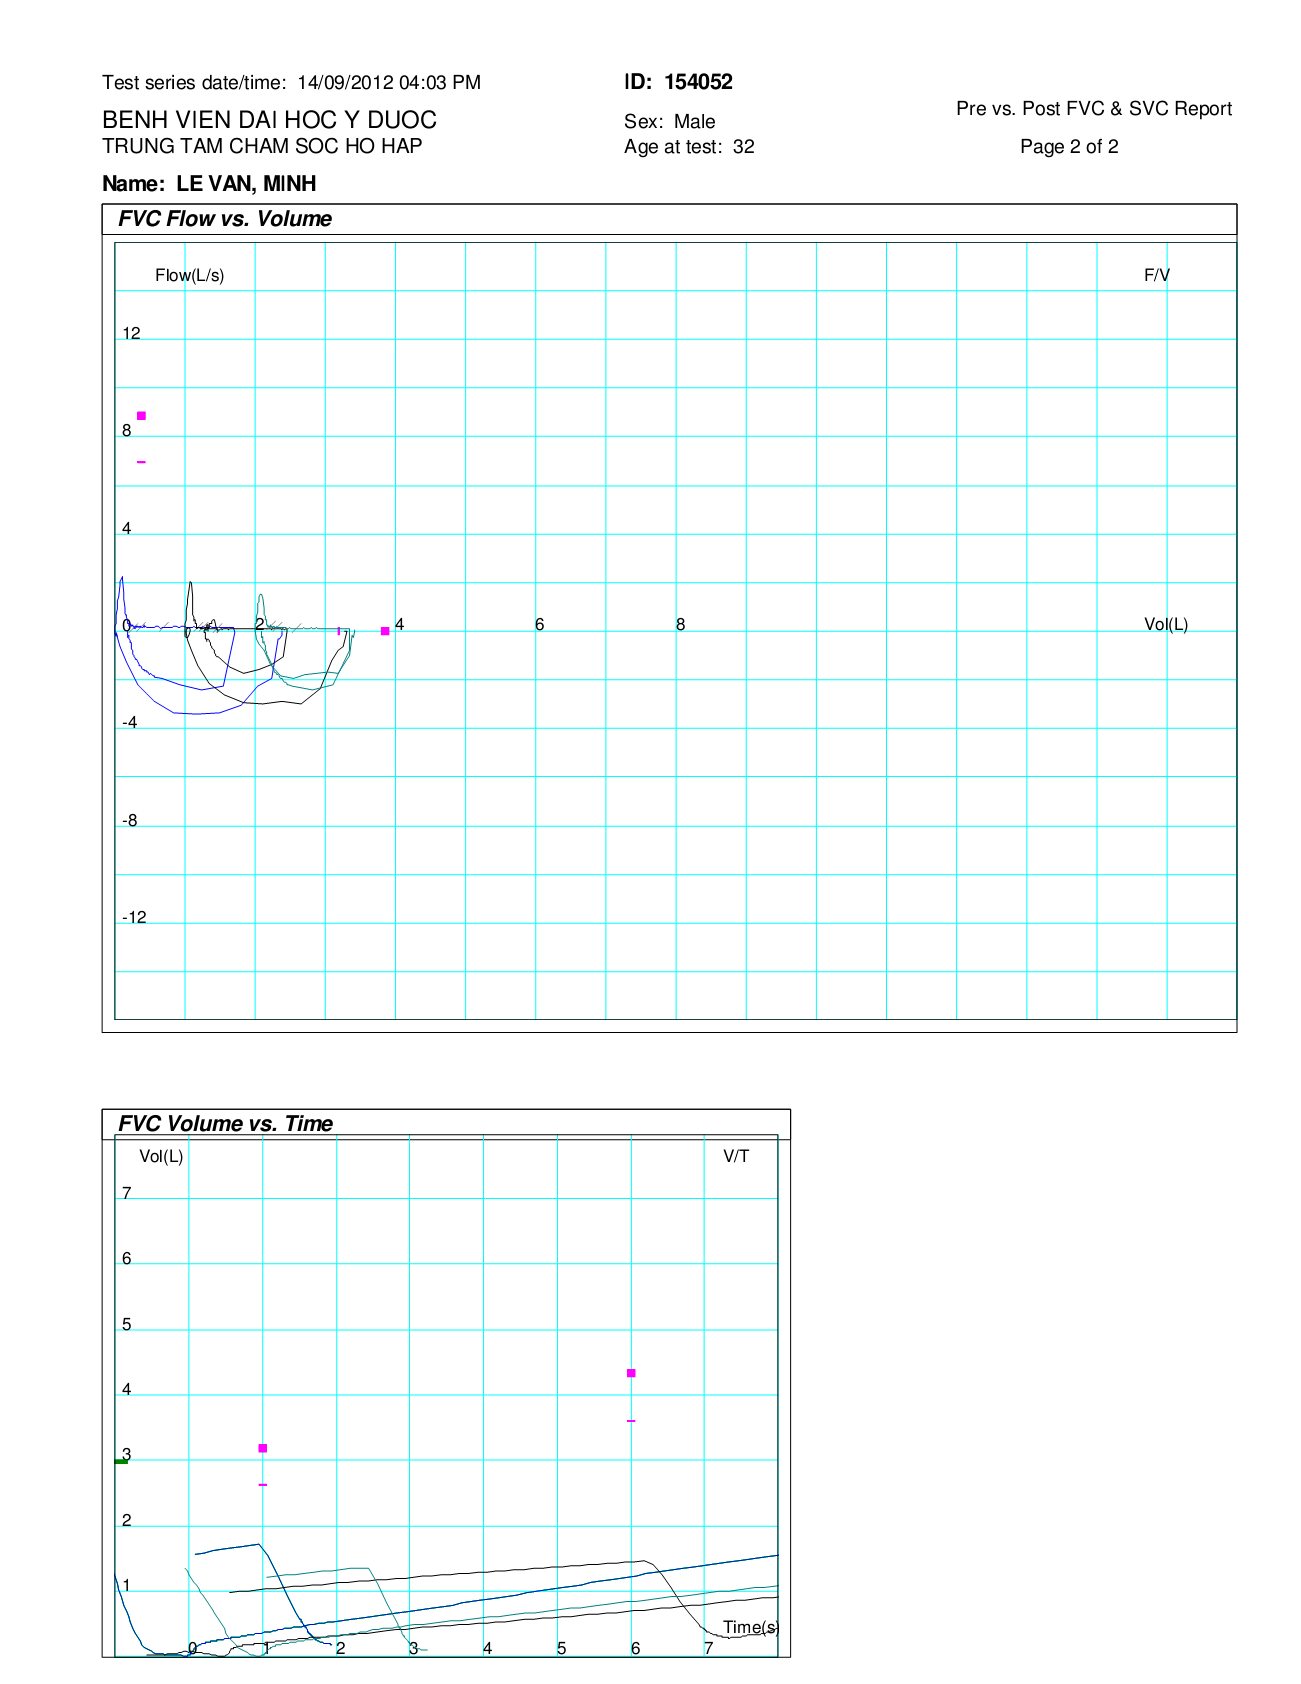 Test series date/time: 14/09/2012 04:03 PM
ID: 154052
BENH VIEN DAI HOC Y DUOC
Sex: Male
Pre vs. Post FVC & SVC Report
TRUNG TAM CHAM SOC HO HAP
Age at test: 32
Page 2 of 2
Name: LE VAN, MINH
FVC Flow vs. Volume
Flow(L/s)
F/V
12
8
4
0 2 4 6 8 Vol(L)
-4
-8
-12
FVC Volume vs. Time
Vol(L)
V/T
7
6
5
4
3
2
1
Time(s)
0 1 2 3 4 5 6 7